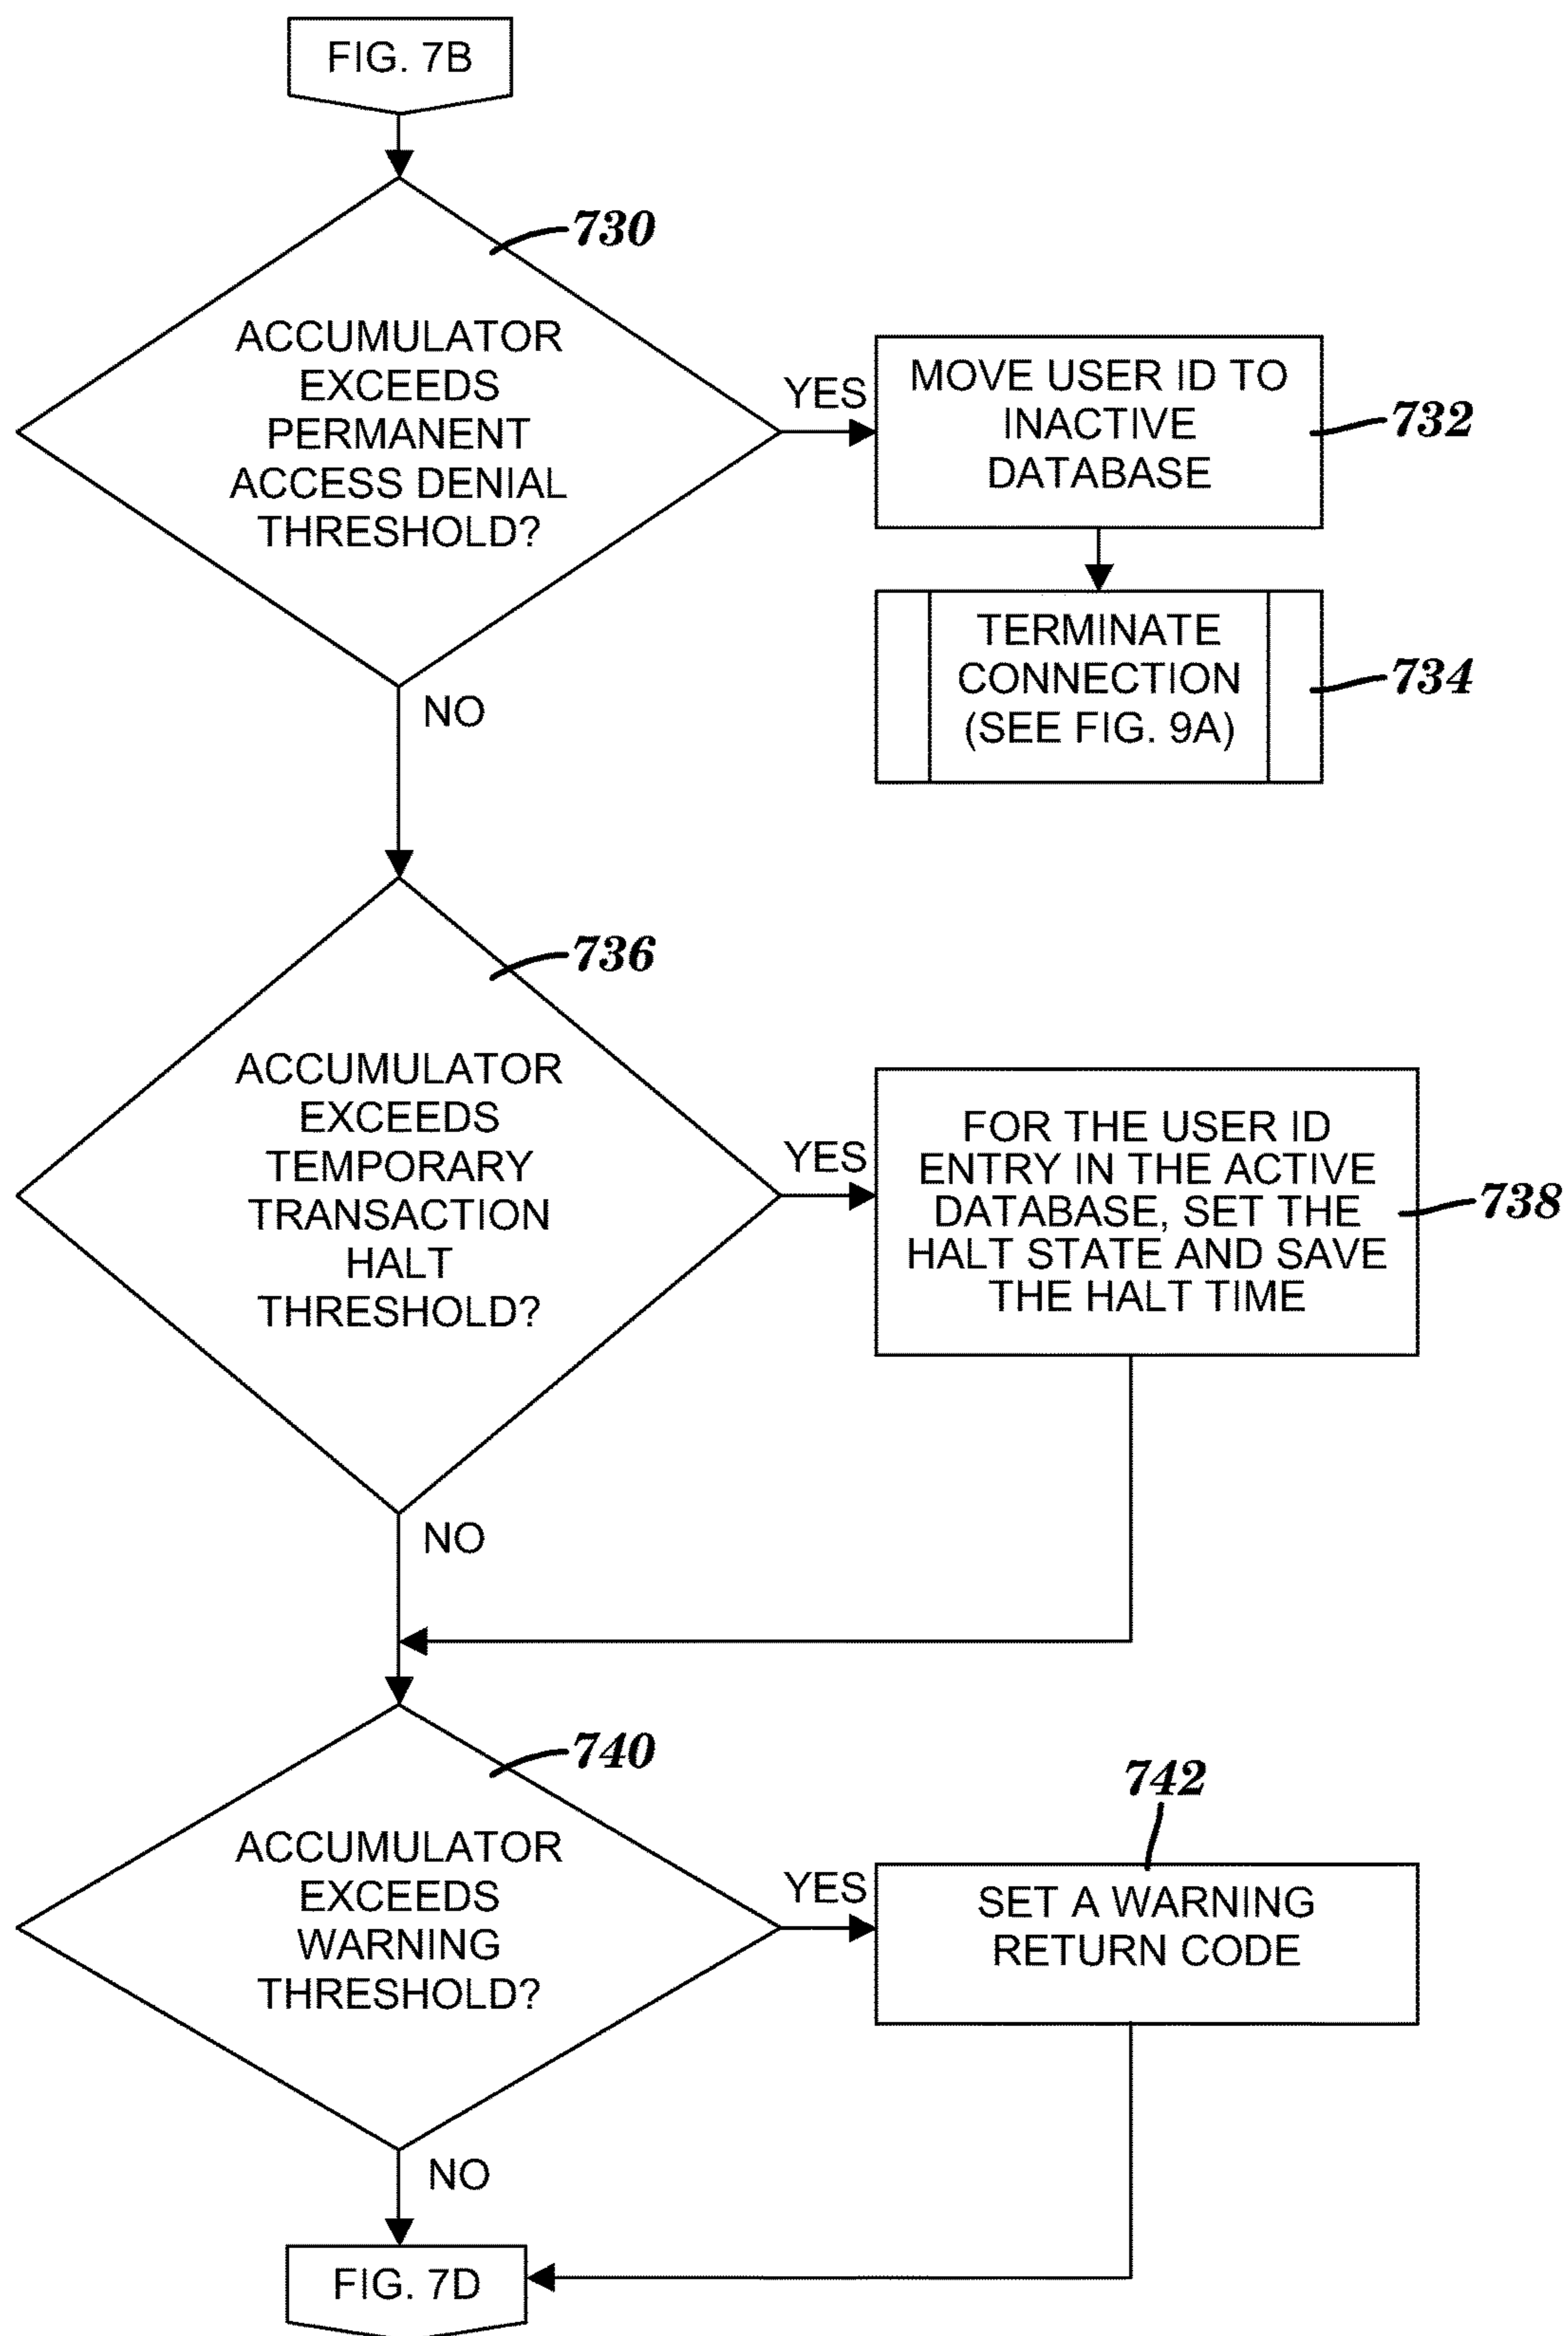 FIG. 7B
730
ACCUMULATOR
EXCEEDS
PERMANENT
ACCESS DENIAL
THRESHOLD?
YES
MOVE USER ID TO
INACTIVE
DATABASE
732
TERMINATE
CONNECTION
(SEE FIG. 9A)
734
NO
736
ACCUMULATOR
EXCEEDS
TEMPORARY
TRANSACTION
HALT
THRESHOLD?
YES
FOR THE USER ID
ENTRY IN THE ACTIVE
DATABASE, SET THE
HALT STATE AND SAVE
THE HALT TIME
738
NO
740
ACCUMULATOR
EXCEEDS
WARNING
THRESHOLD?
YES
742
SET A WARNING
RETURN CODE
NO
FIG. 7D